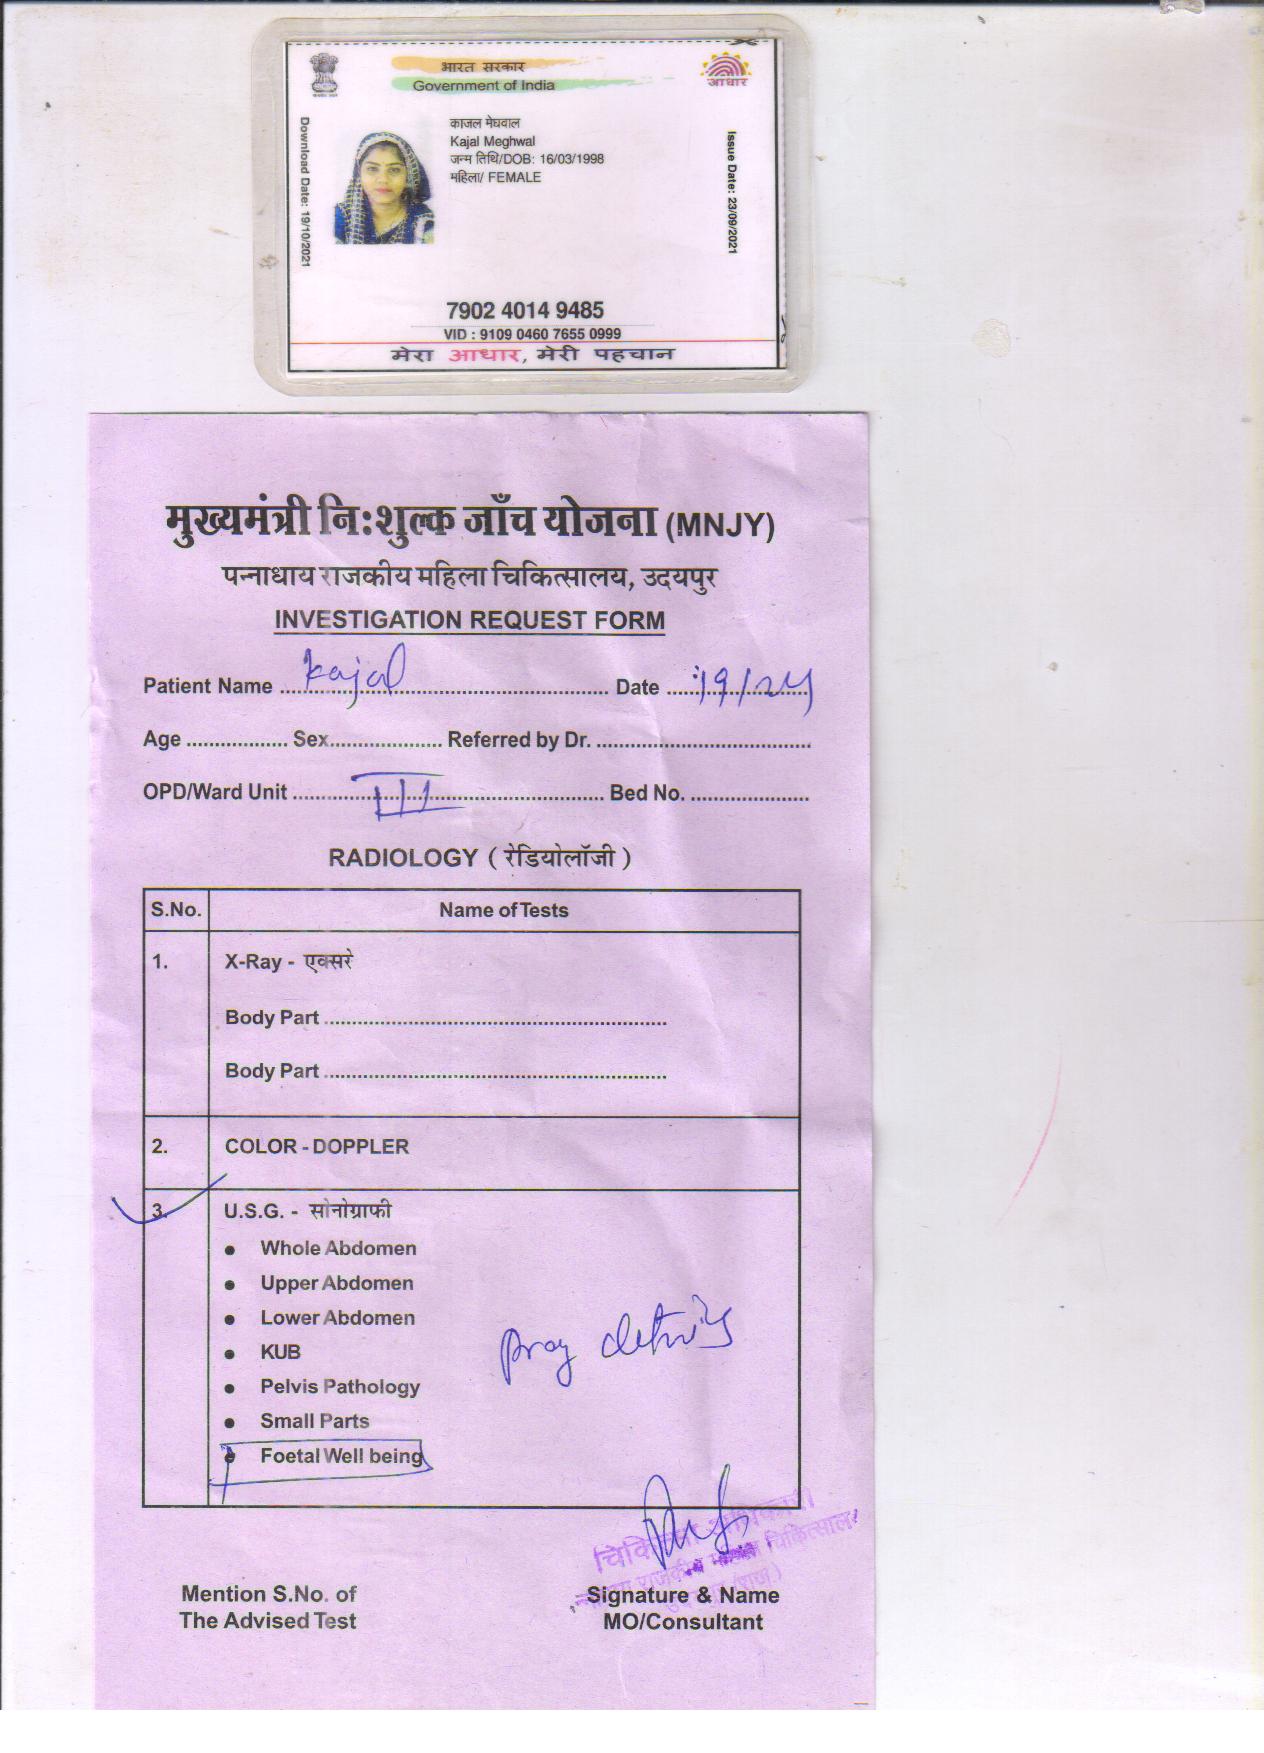 भारत सरकार
Government of India
आधार
Download Date: 19/10/2021
काजल मेघवाल
Kajal Meghwal
जन्म तिथि/DOB: 16/03/1998
महिला/ FEMALE
Issue Date: 23/09/2021
7902 4014 9485
VID : 9109 0460 7655 0999
मेरा आधार, मेरी पहचान
मुख्यमंत्री नि:शुल्क जाँच योजना (MNJY)
पन्नाधाय राजकीय महिला चिकित्सालय, उदयपुर
INVESTIGATION REQUEST FORM
Patient Name Kajal Date 19/24
Age Sex Referred by Dr.
OPD/Ward Unit III Bed No.
RADIOLOGY ( रेडियोलॉजी )
S.No. Name of Tests
1. X-Ray - एक्सरे
Body Part
Body Part
2. COLOR - DOPPLER
3. U.S.G. - सोनोग्राफी
• Whole Abdomen
• Upper Abdomen
• Lower Abdomen
• KUB
• Pelvis Pathology
• Small Parts
• Foetal Well being
चिकित्सा अधिकारी
राजकीय चिकित्साल
Mention S.No. of
The Advised Test
Signature & Name
MO/Consultant